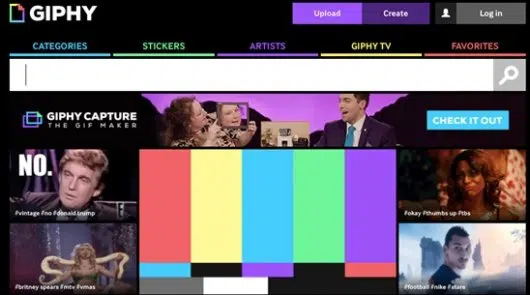 GIPHY
Upload
Create
Log in
CATEGORIES
STICKERS
ARTISTS
GIPHY TV
FAVORITES
GIPHY CAPTURE
THE GIF MAKER
CHECK IT OUT
NO.
#vintage #no #donald trump
E!
#okay #thumbs up #tbs
#britney spears #mtv #vmas
#football #nike #stare